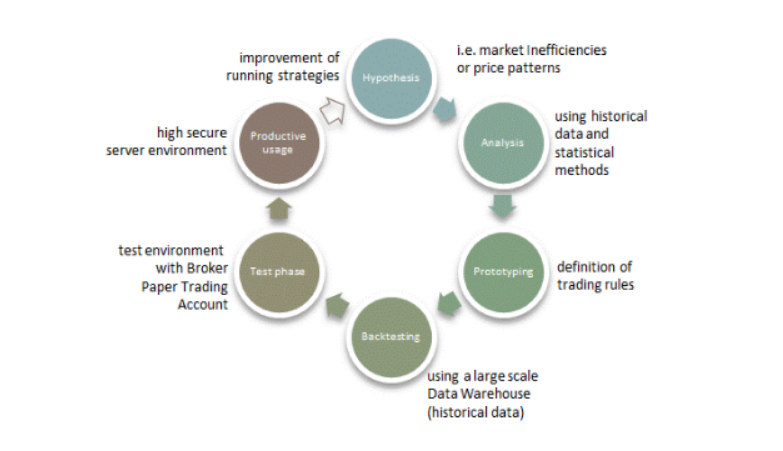 improvement of
running strategies
Hypothesis
i.e. market Inefficiencies
or price patterns
Analysis
using historical
data and
statistical
methods
Prototyping
definition of
trading rules
Backtesting
using a large scale
Data Warehouse
(historical data)
Test phase
test environment
with Broker
Paper Trading
Account
Productive
usage
high secure
server environment